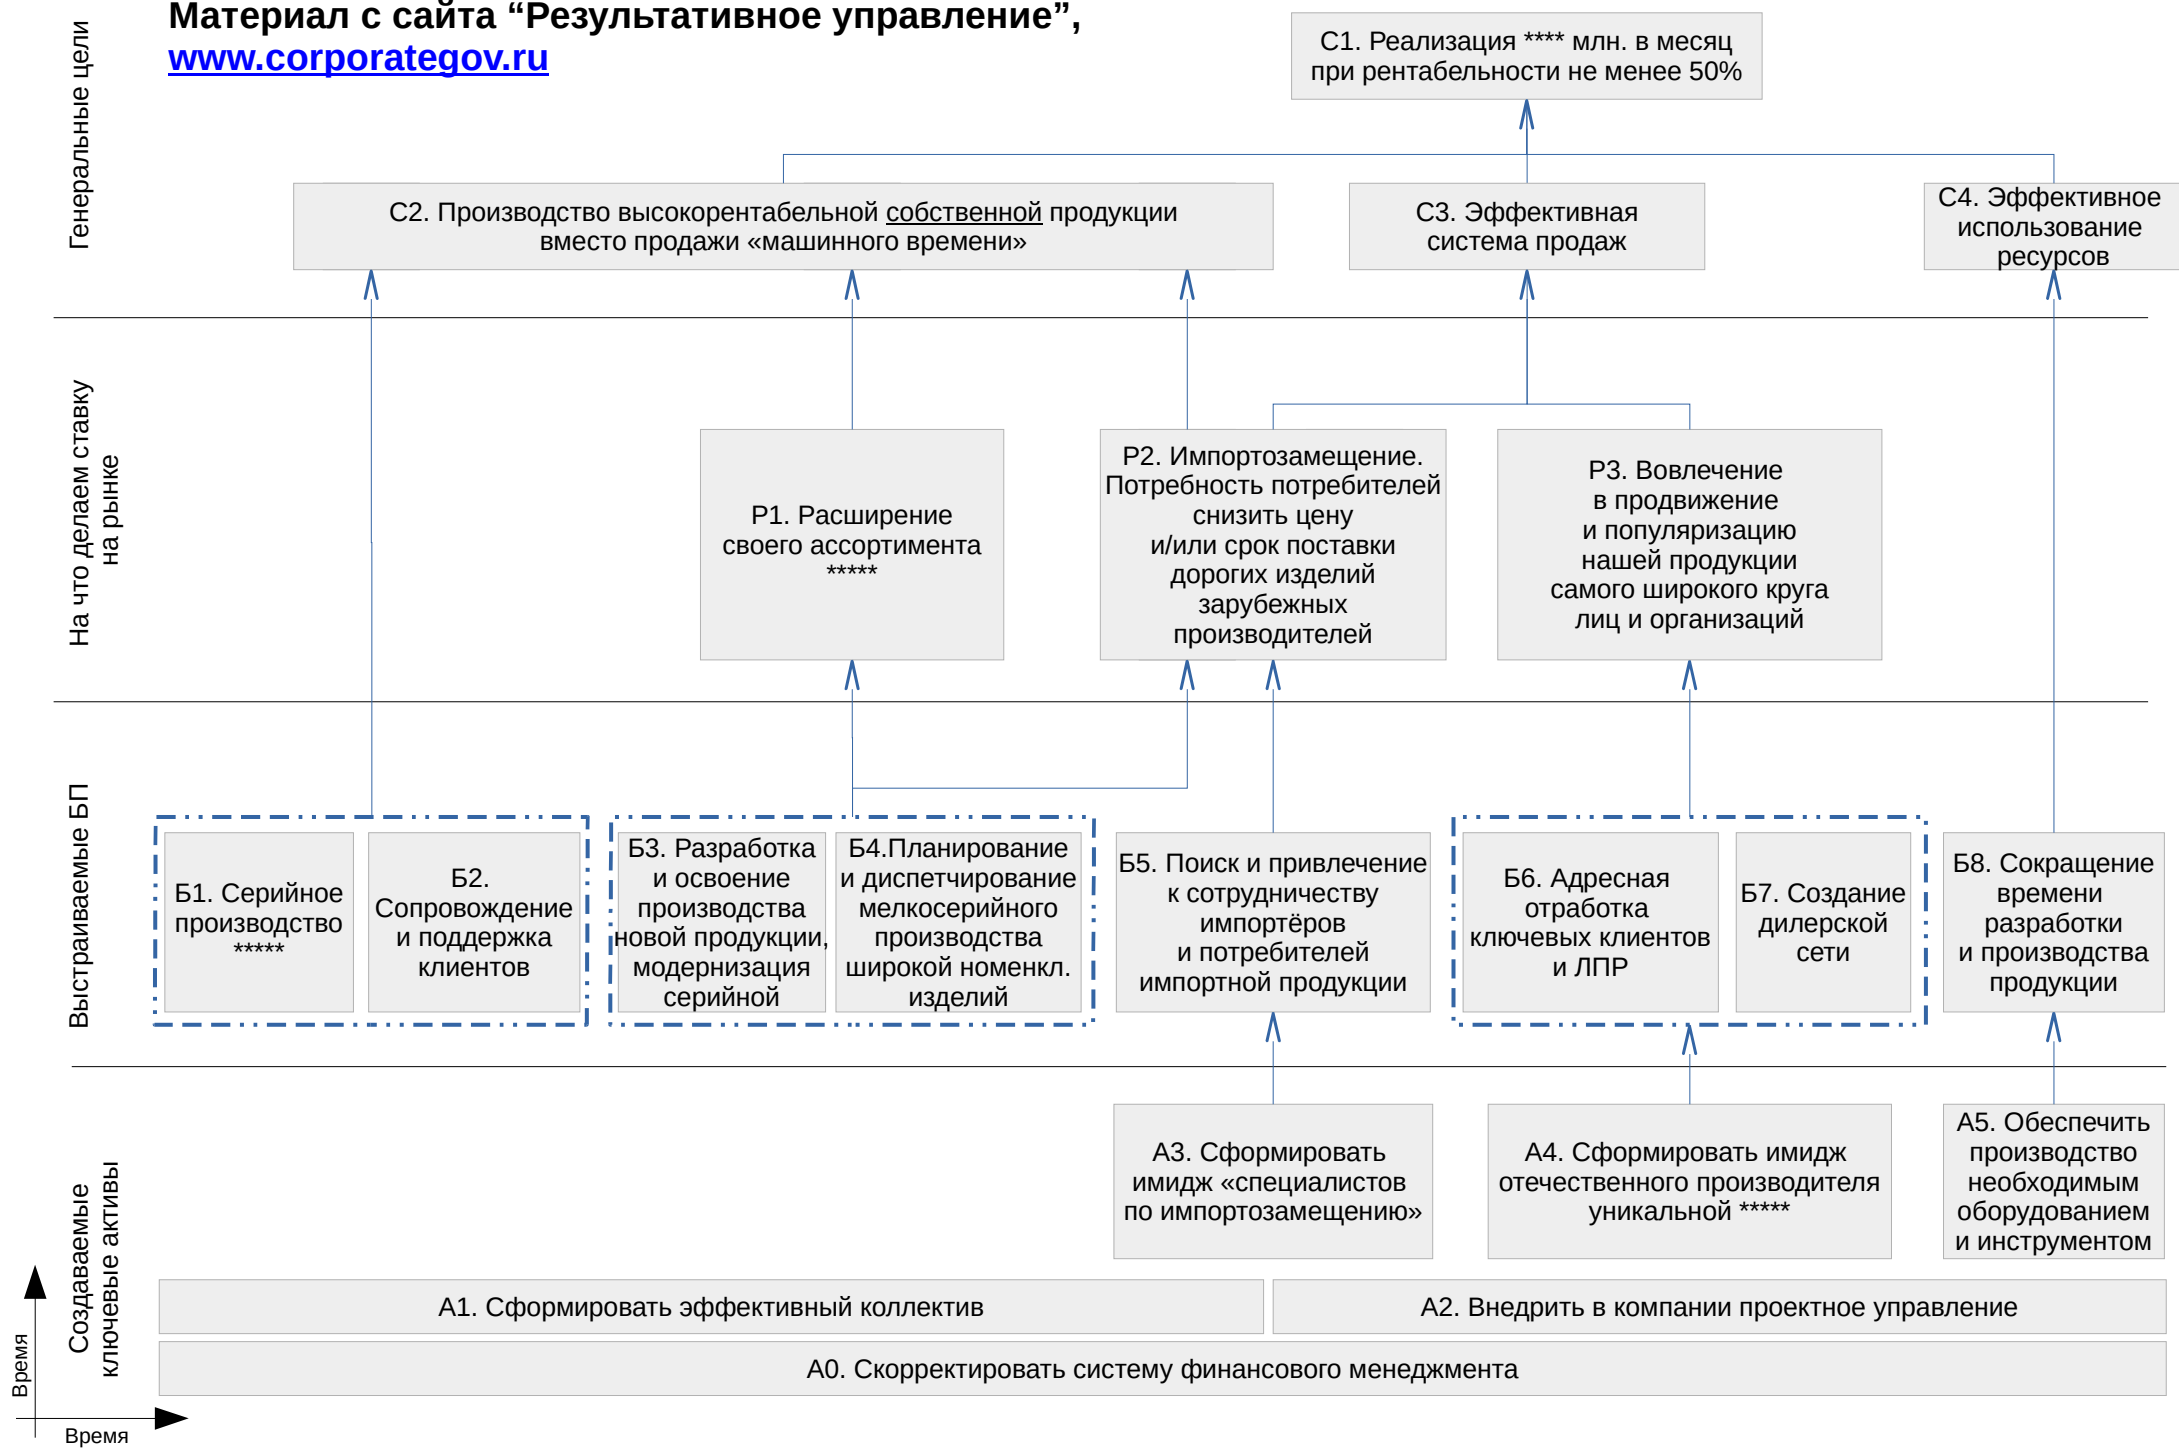 Материал с сайта “Результативное управление”,
www.corporategov.ru
Генеральные цели
С1. Реализация **** млн. в месяц
при рентабельности не менее 50%
С2. Производство высокорентабельной собственной продукции
вместо продажи «машинного времени»
С3. Эффективная
система продаж
С4. Эффективное
использование
ресурсов
На что делаем ставку
на рынке
Р1. Расширение
своего ассортимента
*****
Р2. Импортозамещение.
Потребность потребителей
снизить цену
и/или срок поставки
дорогих изделий
зарубежных
производителей
Р3. Вовлечение
в продвижение
и популяризацию
нашей продукции
самого широкого круга
лиц и организаций
Выстраиваемые БП
Б1. Серийное
производство
*****
Б2.
Сопровождение
и поддержка
клиентов
Б3. Разработка
и освоение
производства
новой продукции,
модернизация
серийной
Б4.Планирование
и диспетчирование
мелкосерийного
производства
широкой номенкл.
изделий
Б5. Поиск и привлечение
к сотрудничеству
импортёров
и потребителей
импортной продукции
Б6. Адресная
отработка
ключевых клиентов
и ЛПР
Б7. Создание
дилерской
сети
Б8. Сокращение
времени
разработки
и производства
продукции
Создаваемые
ключевые активы
А3. Сформировать
имидж «специалистов
по импортозамещению»
А4. Сформировать имидж
отечественного производителя
уникальной *****
А5. Обеспечить
производство
необходимым
оборудованием
и инструментом
А1. Сформировать эффективный коллектив
А2. Внедрить в компании проектное управление
А0. Скорректировать систему финансового менеджмента
Время
Время